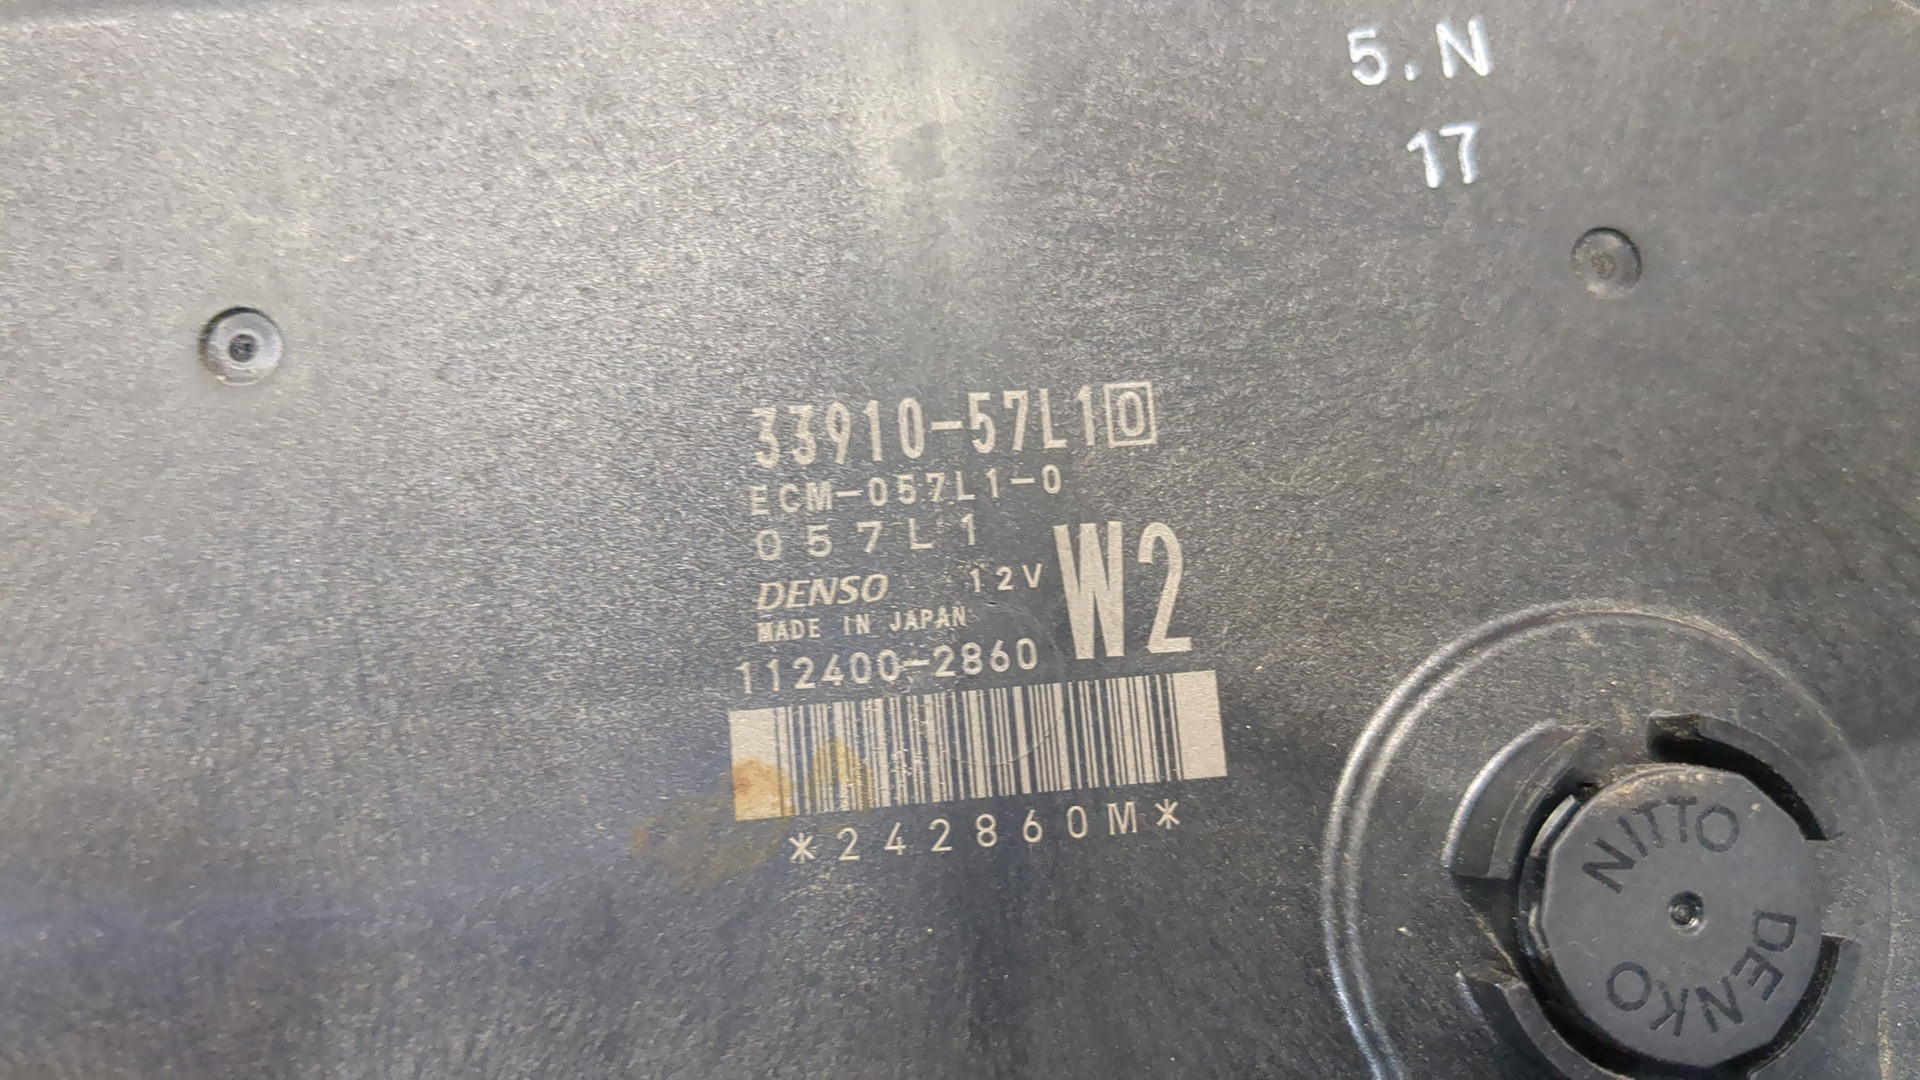 5.N
17
33910-57L10
ECM-057L1-0
057L1
DENSO 12V W2
MADE IN JAPAN
112400-2860
*242860M*
NITTO
DENKO